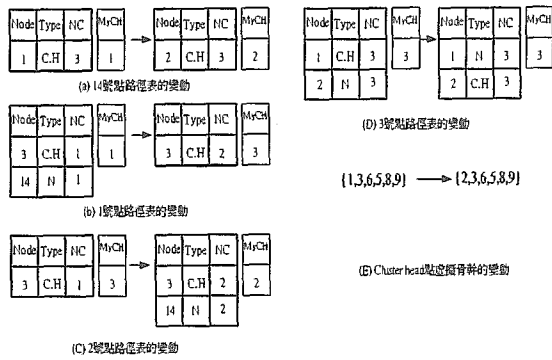 Node Type NC MyCH
1 C.H 3 1
Node Type NC MyCH
2 C.H 3 2
(a) 14號點路徑表的變動
Node Type NC MyCH
3 C.H 1 1
14 N 1
Node Type NC MyCH
3 C.H 2 3
(b) 1號點路徑表的變動
Node Type NC MyCH
3 C.H 1 3
Node Type NC MyCH
3 C.H 2 2
14 N 2
(C) 2號點路徑表的變動
Node Type NC MyCH
1 C.H 3 3
2 N 3
Node Type NC MyCH
1 N 3 3
2 C.H 3
(D) 3號點路徑表的變動
{1,3,6,5,8,9} {2,3,6,5,8,9}
(E) Cluster head點虛擬骨幹的變動